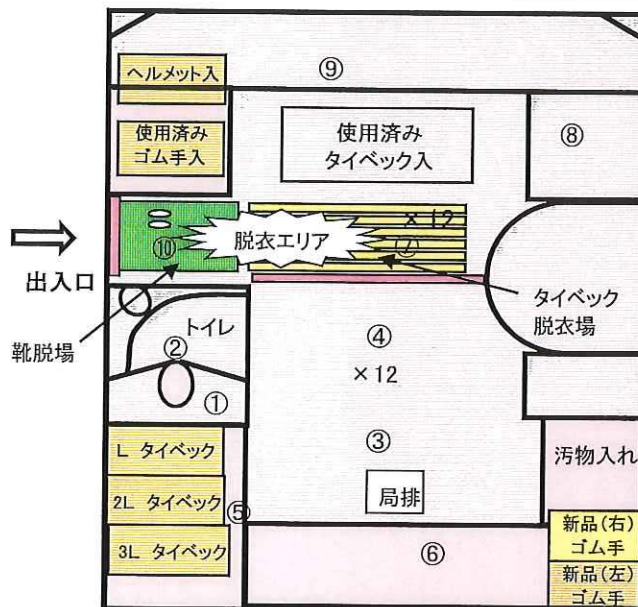 ⑨
ヘルメット入
使用済み
ゴム手入
使用済み
タイベック入
⑧
×12
脱衣エリア
⑩
⑦
出入口
靴脱場
タイベック
脱衣場
トイレ
②
①
④
×12
③
局排
L タイベック
2L タイベック
3L タイベック
⑤
⑥
汚物入れ
新品(右)
ゴム手
新品(左)
ゴム手